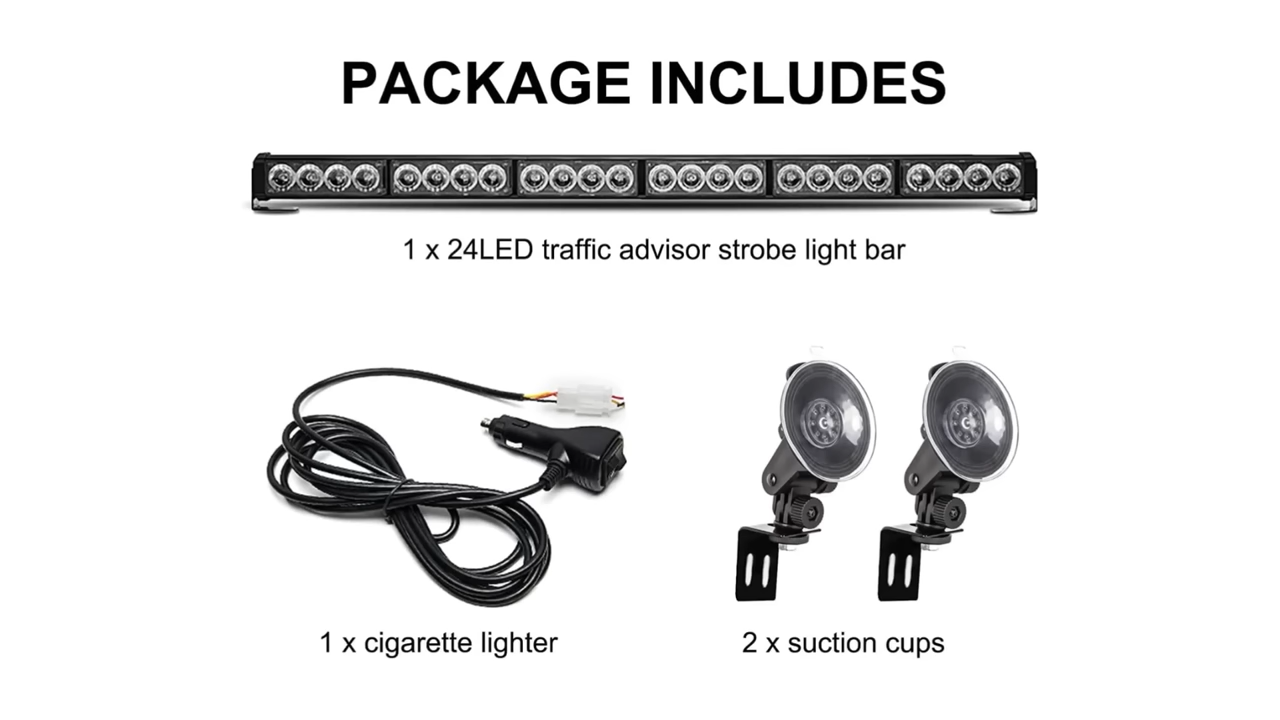 PACKAGE INCLUDES
1 x 24LED traffic advisor strobe light bar
1 x cigarette lighter
2 x suction cups